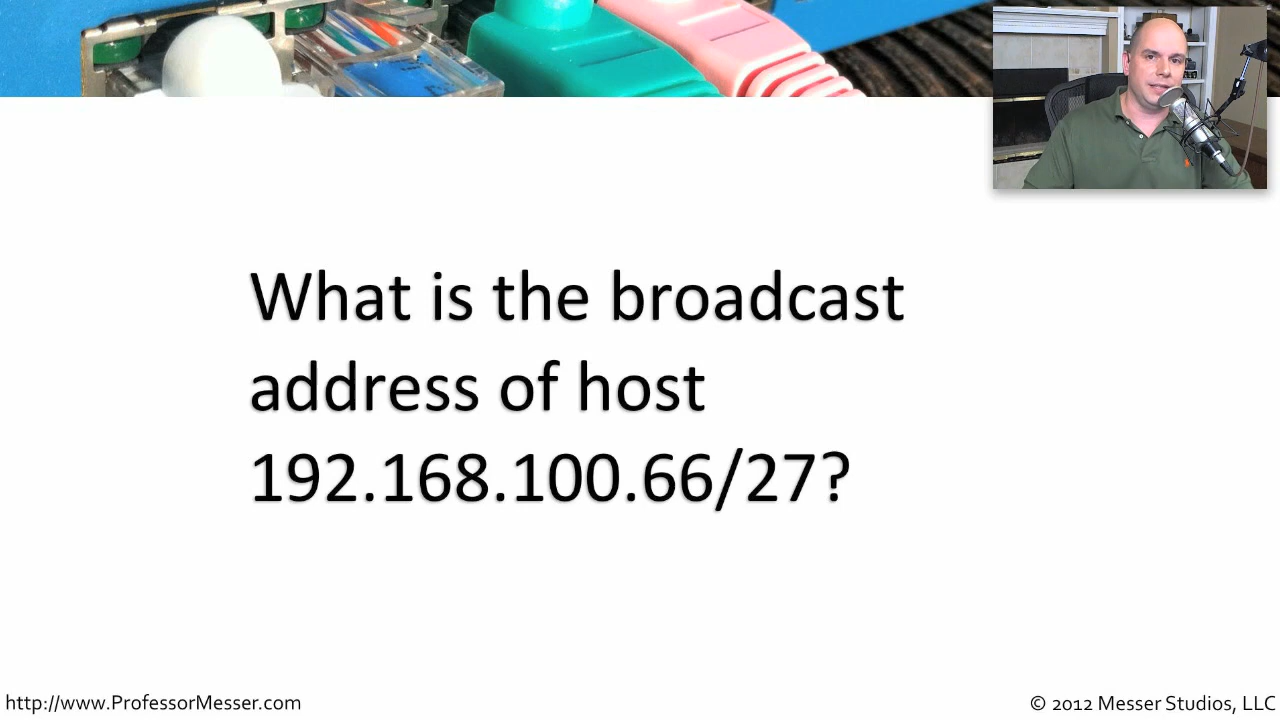 What is the broadcast
address of host
192.168.100.66/27?
http://www.ProfessorMesser.com
© 2012 Messer Studios, LLC